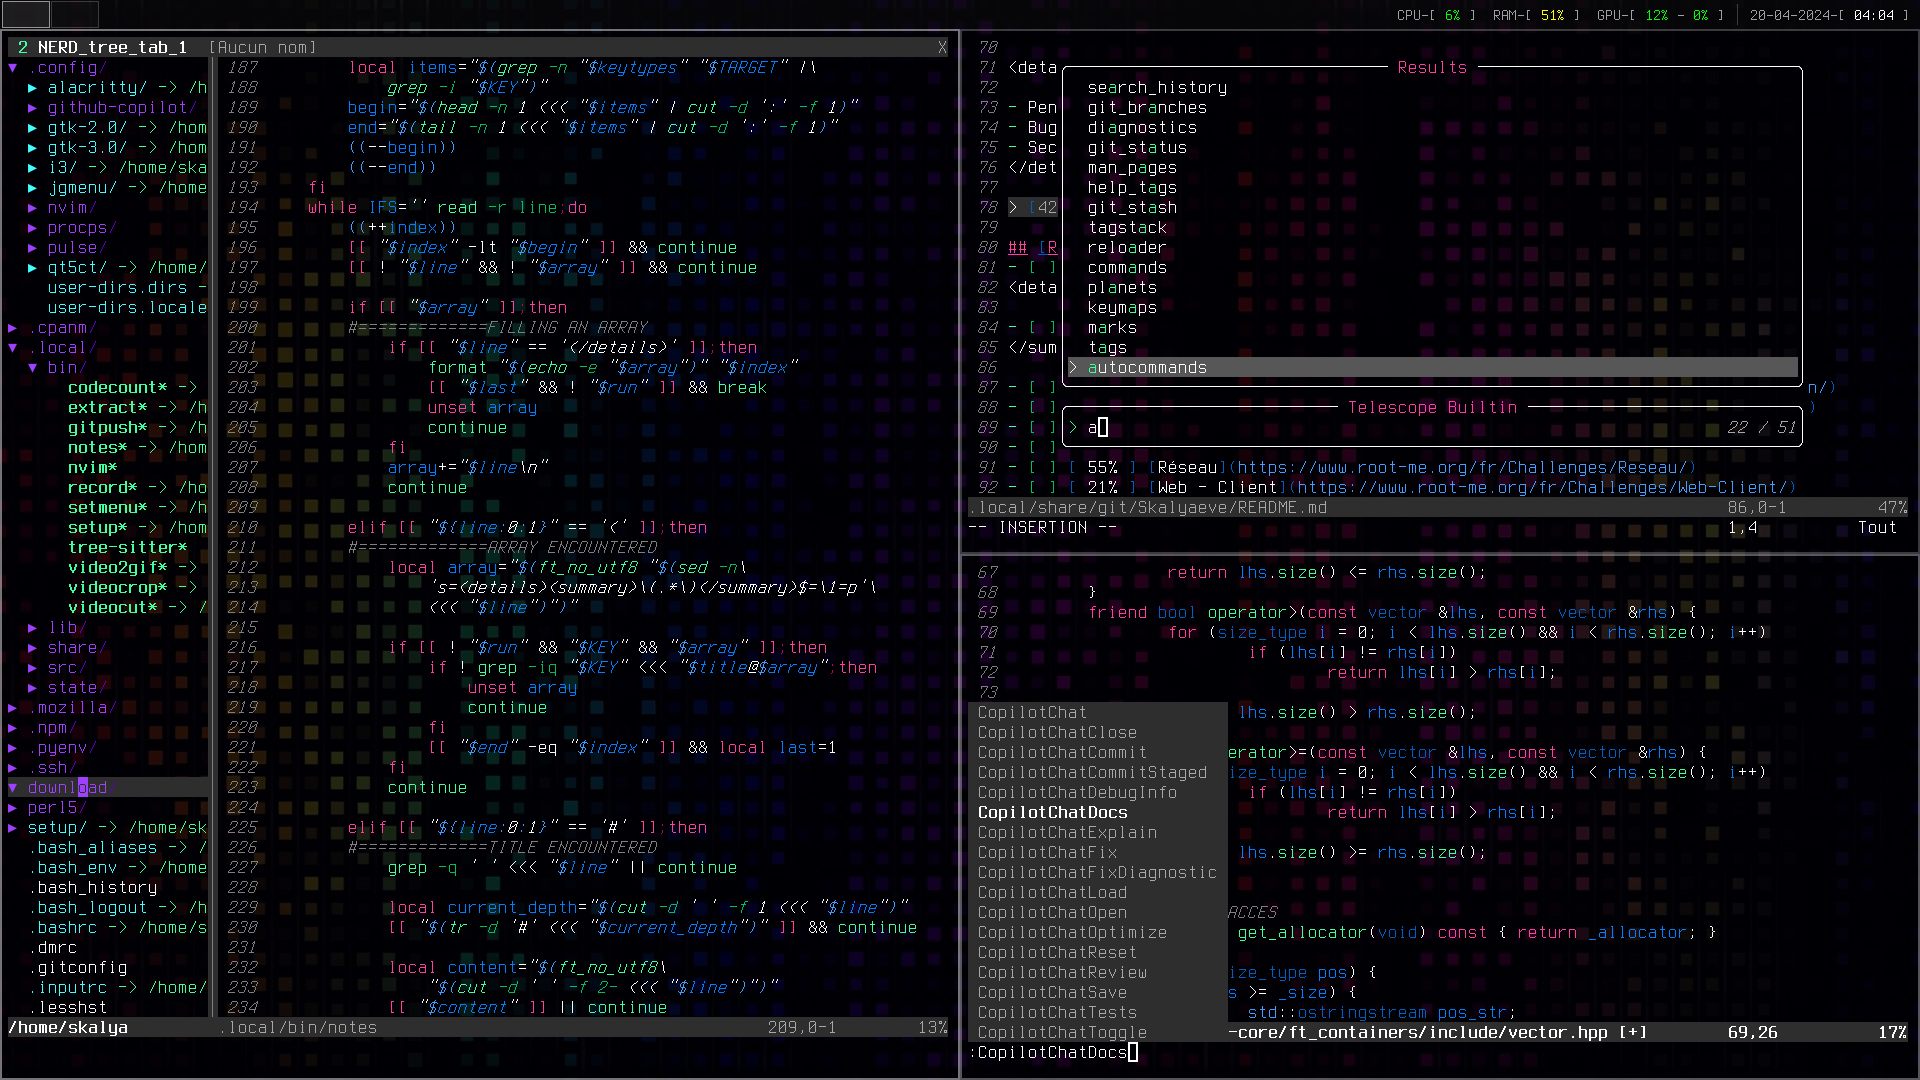 CPU-[ 6% ] RAM-[ 51% ] GPU-[ 12% - 0% ] 20-04-2024-[ 04:04 ]
2 NERD_tree_tab_1 [Aucun nom] X
▼ .config/
▶ alacritty/ -> /h
▶ github-copilot/
▶ gtk-2.0/ -> /hom
▶ gtk-3.0/ -> /hom
▶ i3/ -> /home/ska
▶ jgmenu/ -> /home
▶ nvim/
▶ procps/
▶ pulse/
▶ qt5ct/ -> /home/
user-dirs.dirs -
user-dirs.locale
▶ .cpanm/
▼ .local/
▼ bin/
codecount* ->
extract* -> /h
gitpush* -> /h
notes* -> /hom
nvim*
record* -> /ho
setmenu* -> /h
setup* -> /hom
tree-sitter*
video2gif* ->
videocrop* ->
videocut* -> /
▶ lib/
▶ share/
▶ src/
▶ state/
▶ .mozilla/
▶ .npm/
▶ .pyenv/
▶ .ssh/
▼ download/
▶ perl5/
▶ setup/ -> /home/sk
.bash_aliases -> /
.bash_env -> /home
.bash_history
.bash_logout -> /h
.bashrc -> /home/s
.dmrc
.gitconfig
.inputrc -> /home/
.lesshst
/home/skalya
187 local items="$(grep -n "$keytypes" "$TARGET" |\
188 grep -i "$KEY")"
189 begin="$(head -n 1 <<< "$items" | cut -d ':' -f 1)"
190 end="$(tail -n 1 <<< "$items" | cut -d ':' -f 1)"
191 ((--begin))
192 ((--end))
193 fi
194 while IFS='' read -r line;do
195 ((++index))
196 [[ "$index" -lt "$begin" ]] && continue
197 [[ ! "$line" && ! "$array" ]] && continue
198
199 if [[ "$array" ]];then
200 #=============FILLING AN ARRAY
201 if [[ "$line" == '</details>' ]];then
202 format "$(echo -e "$array")" "$index"
203 [[ "$last" && ! "$run" ]] && break
204 unset array
205 continue
206 fi
207 array+="$line\n"
208 continue
209
210 elif [[ "${line:0:1}" == '<' ]];then
211 #=============ARRAY ENCOUNTERED
212 local array="$(ft_no_utf8 "$(sed -n\
213 's=<details><summary>\(.*\)</summary>$=\1=p'\
214 <<< "$line")")"
215
216 if [[ ! "$run" && "$KEY" && "$array" ]];then
217 if ! grep -iq "$KEY" <<< "$title@$array";then
218 unset array
219 continue
220 fi
221 [[ "$end" -eq "$index" ]] && local last=1
222 fi
223 continue
224
225 elif [[ "${line:0:1}" == '#' ]];then
226 #=============TITLE ENCOUNTERED
227 grep -q ' ' <<< "$line" || continue
228
229 local current_depth="$(cut -d ' ' -f 1 <<< "$line")"
230 [[ "$(tr -d '#' <<< "$current_depth")" ]] && continue
231
232 local content="$(ft_no_utf8\
233 "$(cut -d ' ' -f 2- <<< "$line")")"
234 [[ "$content" ]] || continue
.local/bin/notes 209,0-1 13%
70
71 <deta
72
73 - Pen
74 - Bug
75 - Sec
76 </det
77
78 > [42
79
80 ## [R
81 - [ ]
82 <deta
83
84 - [ ]
85 </sum
86
87 - [ ] n/)
88 - [ ] )
89 - [ ]
90 - [ ]
91 - [ ] [ 55% ] [Réseau](https://www.root-me.org/fr/Challenges/Reseau/)
92 - [ ] [ 21% ] [Web - Client](https://www.root-me.org/fr/Challenges/Web-Client/)
Results
search_history
git_branches
diagnostics
git_status
man_pages
help_tags
git_stash
tagstack
reloader
commands
planets
keymaps
marks
tags
> autocommands
Telescope Builtin
> a 22 / 51
.local/share/git/Skalyaeve/README.md 86,0-1 47%
-- INSERTION -- 1,4 Tout
67 return lhs.size() <= rhs.size();
68 }
69 friend bool operator>(const vector &lhs, const vector &rhs) {
70 for (size_type i = 0; i < lhs.size() && i < rhs.size(); i++)
71 if (lhs[i] != rhs[i])
72 return lhs[i] > rhs[i];
73
lhs.size() > rhs.size();
erator>=(const vector &lhs, const vector &rhs) {
ize_type i = 0; i < lhs.size() && i < rhs.size(); i++)
if (lhs[i] != rhs[i])
return lhs[i] > rhs[i];
lhs.size() >= rhs.size();
ACCES
get_allocator(void) const { return _allocator; }
ize_type pos) {
s >= _size) {
std::ostringstream pos_str;
CopilotChat
CopilotChatClose
CopilotChatCommit
CopilotChatCommitStaged
CopilotChatDebugInfo
CopilotChatDocs
CopilotChatExplain
CopilotChatFix
CopilotChatFixDiagnostic
CopilotChatLoad
CopilotChatOpen
CopilotChatOptimize
CopilotChatReset
CopilotChatReview
CopilotChatSave
CopilotChatTests
CopilotChatToggle
-core/ft_containers/include/vector.hpp [+] 69,26 17%
:CopilotChatDocs